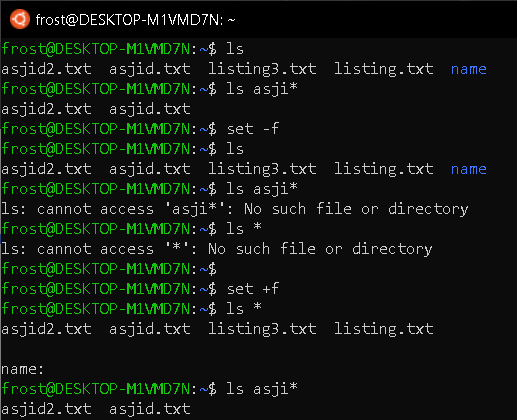 frost@DESKTOP-M1VMD7N: ~
frost@DESKTOP-M1VMD7N:~$ ls
asjid2.txt  asjid.txt  listing3.txt  listing.txt  name
frost@DESKTOP-M1VMD7N:~$ ls asji*
asjid2.txt  asjid.txt
frost@DESKTOP-M1VMD7N:~$ set -f
frost@DESKTOP-M1VMD7N:~$ ls
asjid2.txt  asjid.txt  listing3.txt  listing.txt  name
frost@DESKTOP-M1VMD7N:~$ ls asji*
ls: cannot access 'asji*': No such file or directory
frost@DESKTOP-M1VMD7N:~$ ls *
ls: cannot access '*': No such file or directory
frost@DESKTOP-M1VMD7N:~$
frost@DESKTOP-M1VMD7N:~$ set +f
frost@DESKTOP-M1VMD7N:~$ ls *
asjid2.txt  asjid.txt  listing3.txt  listing.txt
name:
frost@DESKTOP-M1VMD7N:~$ ls asji*
asjid2.txt  asjid.txt